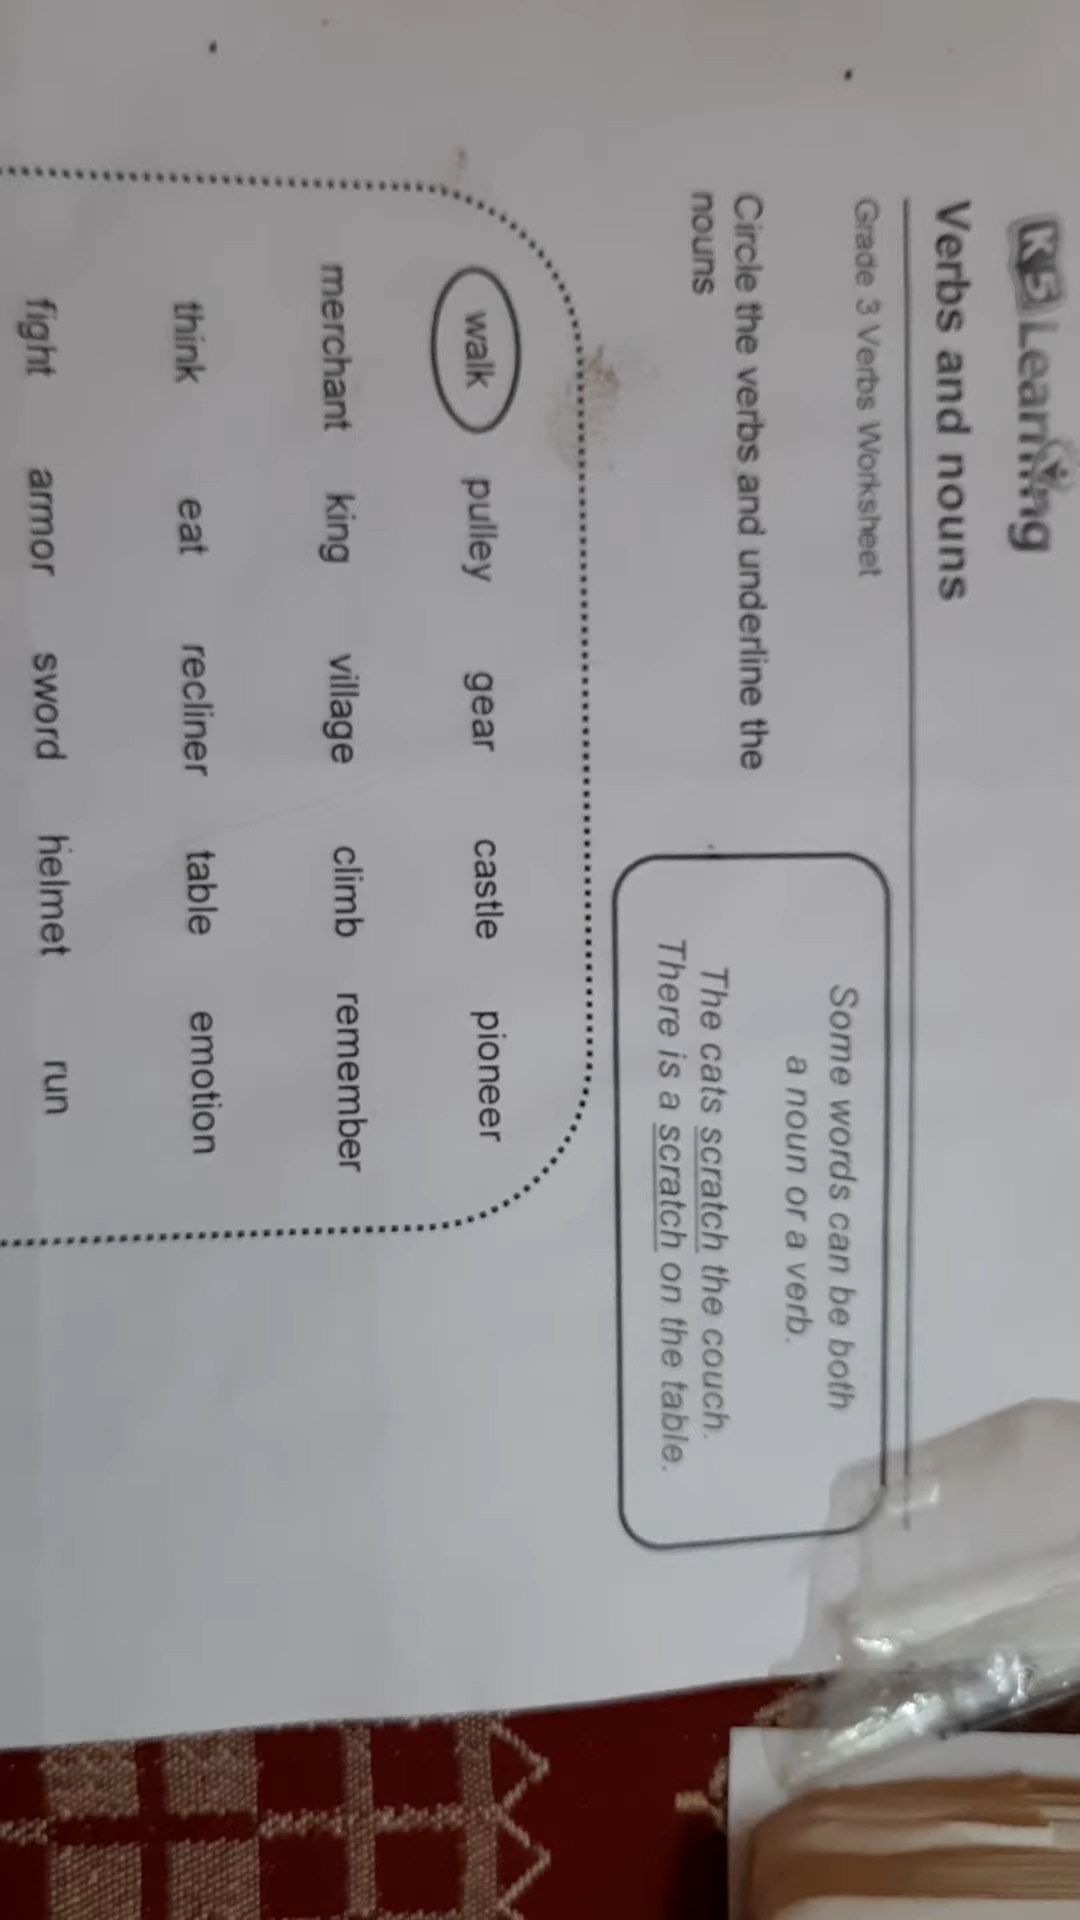 K5 Learning
Verbs and nouns
Grade 3 Verbs Worksheet
Circle the verbs and underline the
nouns
Some words can be both
a noun or a verb.
The cats scratch the couch.
There is a scratch on the table.
walk pulley gear castle pioneer
merchant king village climb remember
think eat recliner table emotion
fight armor sword helmet run